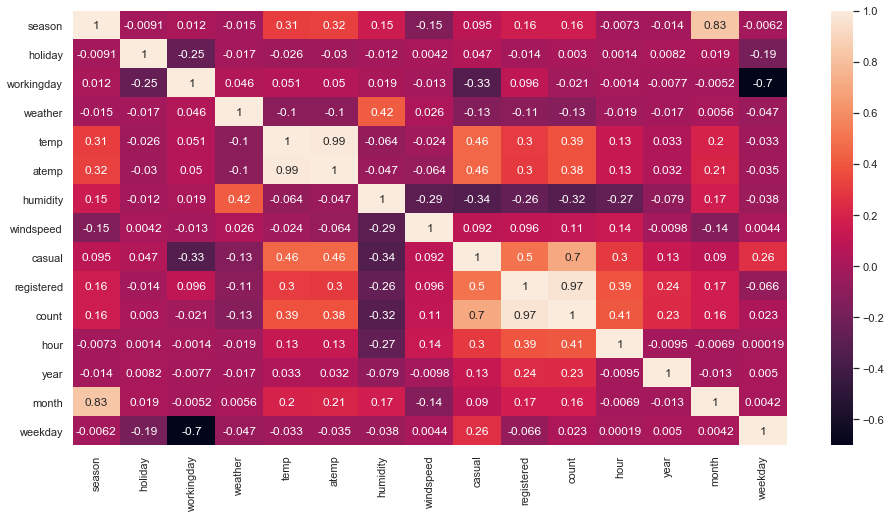 season 1 -0.0091 0.012 -0.015 0.31 0.32 0.15 -0.15 0.095 0.16 0.16 -0.0073 -0.014 0.83 -0.0062
holiday -0.0091 1 -0.25 -0.017 -0.026 -0.03 -0.012 0.0042 0.047 -0.014 0.003 0.0014 0.0082 0.019 -0.19
workingday 0.012 -0.25 1 0.046 0.051 0.05 0.019 -0.013 -0.33 0.096 -0.021 -0.0014 -0.0077 -0.0052 -0.7
weather -0.015 -0.017 0.046 1 -0.1 -0.1 0.42 0.026 -0.13 -0.11 -0.13 -0.019 -0.017 0.0056 -0.047
temp 0.31 -0.026 0.051 -0.1 1 0.99 -0.064 -0.024 0.46 0.3 0.39 0.13 0.033 0.2 -0.033
atemp 0.32 -0.03 0.05 -0.1 0.99 1 -0.047 -0.064 0.46 0.3 0.38 0.13 0.032 0.21 -0.035
humidity 0.15 -0.012 0.019 0.42 -0.064 -0.047 1 -0.29 -0.34 -0.26 -0.32 -0.27 -0.079 0.17 -0.038
windspeed -0.15 0.0042 -0.013 0.026 -0.024 -0.064 -0.29 1 0.092 0.096 0.11 0.14 -0.0098 -0.14 0.0044
casual 0.095 0.047 -0.33 -0.13 0.46 0.46 -0.34 0.092 1 0.5 0.7 0.3 0.13 0.09 0.26
registered 0.16 -0.014 0.096 -0.11 0.3 0.3 -0.26 0.096 0.5 1 0.97 0.39 0.24 0.17 -0.066
count 0.16 0.003 -0.021 -0.13 0.39 0.38 -0.32 0.11 0.7 0.97 1 0.41 0.23 0.16 0.023
hour -0.0073 0.0014 -0.0014 -0.019 0.13 0.13 -0.27 0.14 0.3 0.39 0.41 1 -0.0095 -0.0069 0.00019
year -0.014 0.0082 -0.0077 -0.017 0.033 0.032 -0.079 -0.0098 0.13 0.24 0.23 -0.0095 1 -0.013 0.005
month 0.83 0.019 -0.0052 0.0056 0.2 0.21 0.17 -0.14 0.09 0.17 0.16 -0.0069 -0.013 1 0.0042
weekday -0.0062 -0.19 -0.7 -0.047 -0.033 -0.035 -0.038 0.0044 0.26 -0.066 0.023 0.00019 0.005 0.0042 1
season holiday workingday weather temp atemp humidity windspeed casual registered count hour year month weekday
1.0
0.8
0.6
0.4
0.2
0.0
-0.2
-0.4
-0.6